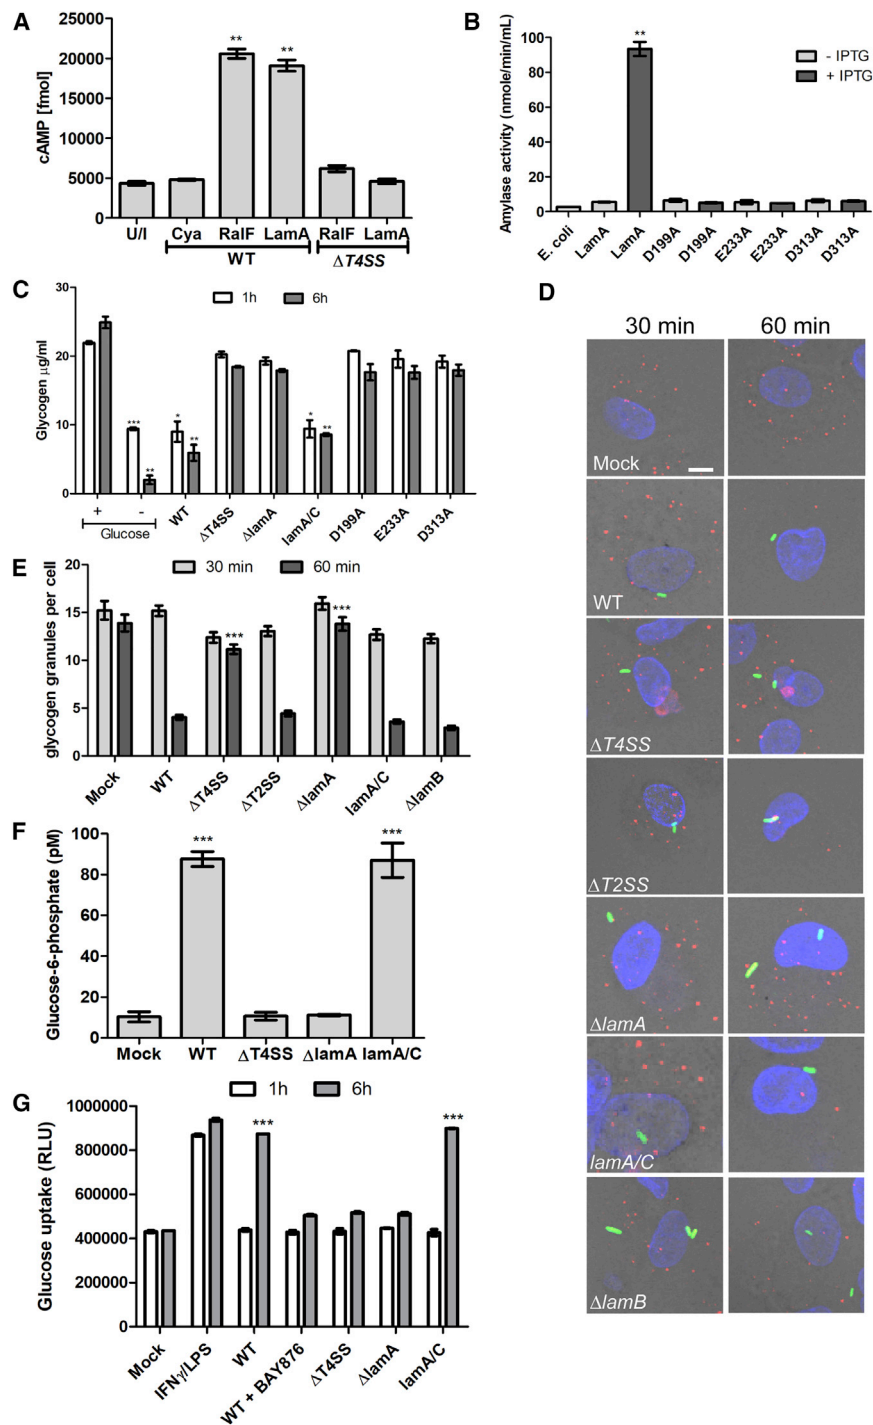 A
cAMP [fmol]
25000
20000
15000
10000
5000
0
**
**
U/I
Cya
RalF
LamA
RalF
LamA
WT
ΔT4SS
B
Amylase activity (nmole/min/mL)
100
80
60
40
20
0
**
- IPTG
+ IPTG
E. coli
LamA
LamA
D199A
D199A
E233A
E233A
D313A
D313A
C
1h
6h
Glycogen μg/ml
30
20
10
0
***
**
*
**
*
**
+
-
Glucose
WT
ΔT4SS
ΔlamA
lamA/C
D199A
E233A
D313A
D
30 min
60 min
Mock
WT
ΔT4SS
ΔT2SS
ΔlamA
lamA/C
ΔlamB
E
30 min
60 min
glycogen granules per cell
20
15
10
5
0
***
***
Mock
WT
ΔT4SS
ΔT2SS
ΔlamA
lamA/C
ΔlamB
F
Glucose-6-phosphate (pM)
100
80
60
40
20
0
***
***
Mock
WT
ΔT4SS
ΔlamA
lamA/C
G
1h
6h
Glucose uptake (RLU)
1000000
800000
600000
400000
200000
0
***
***
Mock
IFNγ/LPS
WT
WT + BAY876
ΔT4SS
ΔlamA
lamA/C